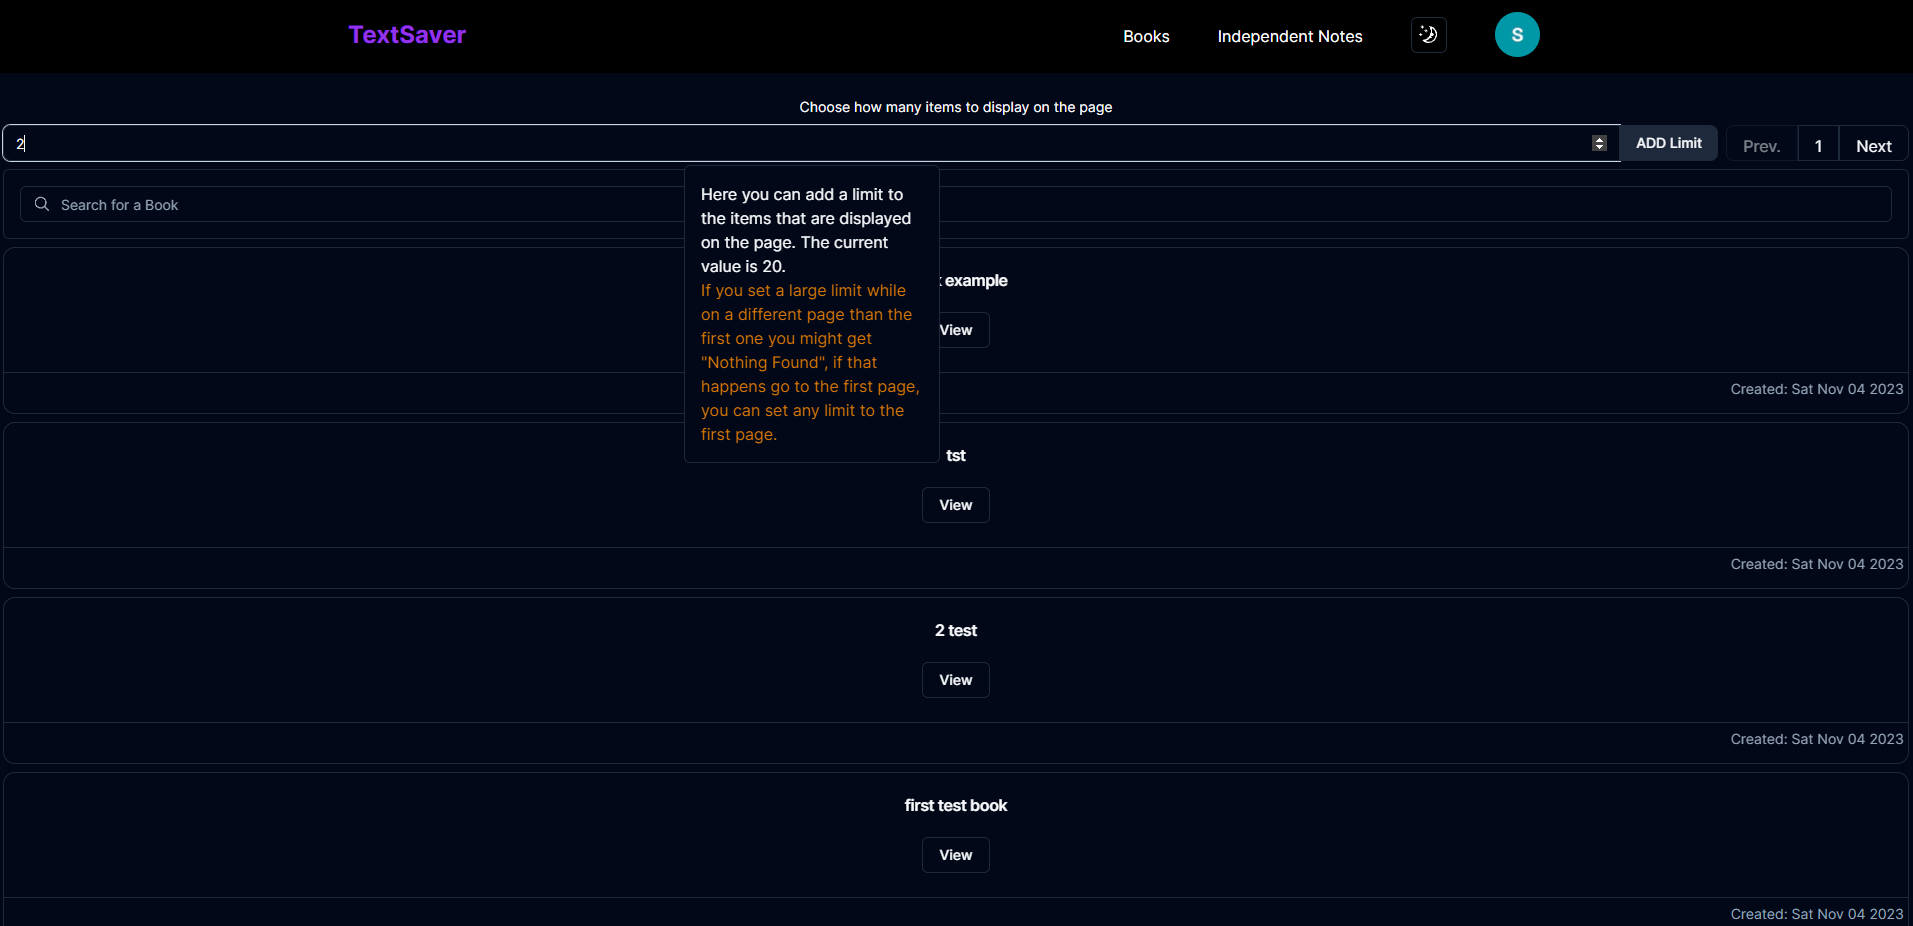 TextSaver
Books
Independent Notes
S
Choose how many items to display on the page
2
ADD Limit
Prev.
1
Next
Search for a Book
Here you can add a limit to
the items that are displayed
on the page. The current
value is 20.
If you set a large limit while
on a different page than the
first one you might get
"Nothing Found", if that
happens go to the first page,
you can set any limit to the
first page.
example
View
Created: Sat Nov 04 2023
tst
View
Created: Sat Nov 04 2023
2 test
View
Created: Sat Nov 04 2023
first test book
View
Created: Sat Nov 04 2023